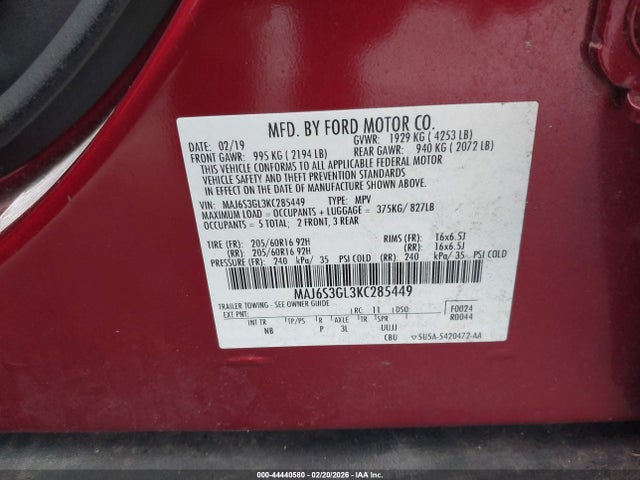 MFD. BY FORD MOTOR CO.
DATE: 02/19 GVWR: 1929 KG ( 4253 LB)
FRONT GAWR: 995 KG ( 2194 LB) REAR GAWR: 940 KG ( 2072 LB)
THIS VEHICLE CONFORMS TO ALL APPLICABLE FEDERAL MOTOR
VEHICLE SAFETY AND THEFT PREVENTION STANDARDS
IN EFFECT ON THE DATE OF MANUFACTURE SHOWN ABOVE.
VIN: MAJ6S3GL3KC285449 TYPE: MPV
MAXIMUM LOAD = OCCUPANTS + LUGGAGE = 375KG/ 827LB
OCCUPANTS = 5 TOTAL; 2 FRONT, 3 REAR
TIRE (FR): 205/60R16 92H RIMS (FR): 16x6.5J
(RR): 205/60R16 92H (RR): 16x6.5J
PRESSURE (FR): 240 kPa/ 35 PSI COLD (RR): 240 kPa/ 35 PSI COLD
MAJ6S3GL3KC285449
TRAILER TOWING - SEE OWNER GUIDE
EXT PNT: RC: 11 DSO: F0024
R0044
INT TR TP/PS R AXLE TR SPR
NB P 3L UUJJ
CBU ▽5U5A-5420472-AA
000-44440580 - 02/20/2026 - IAA Inc.